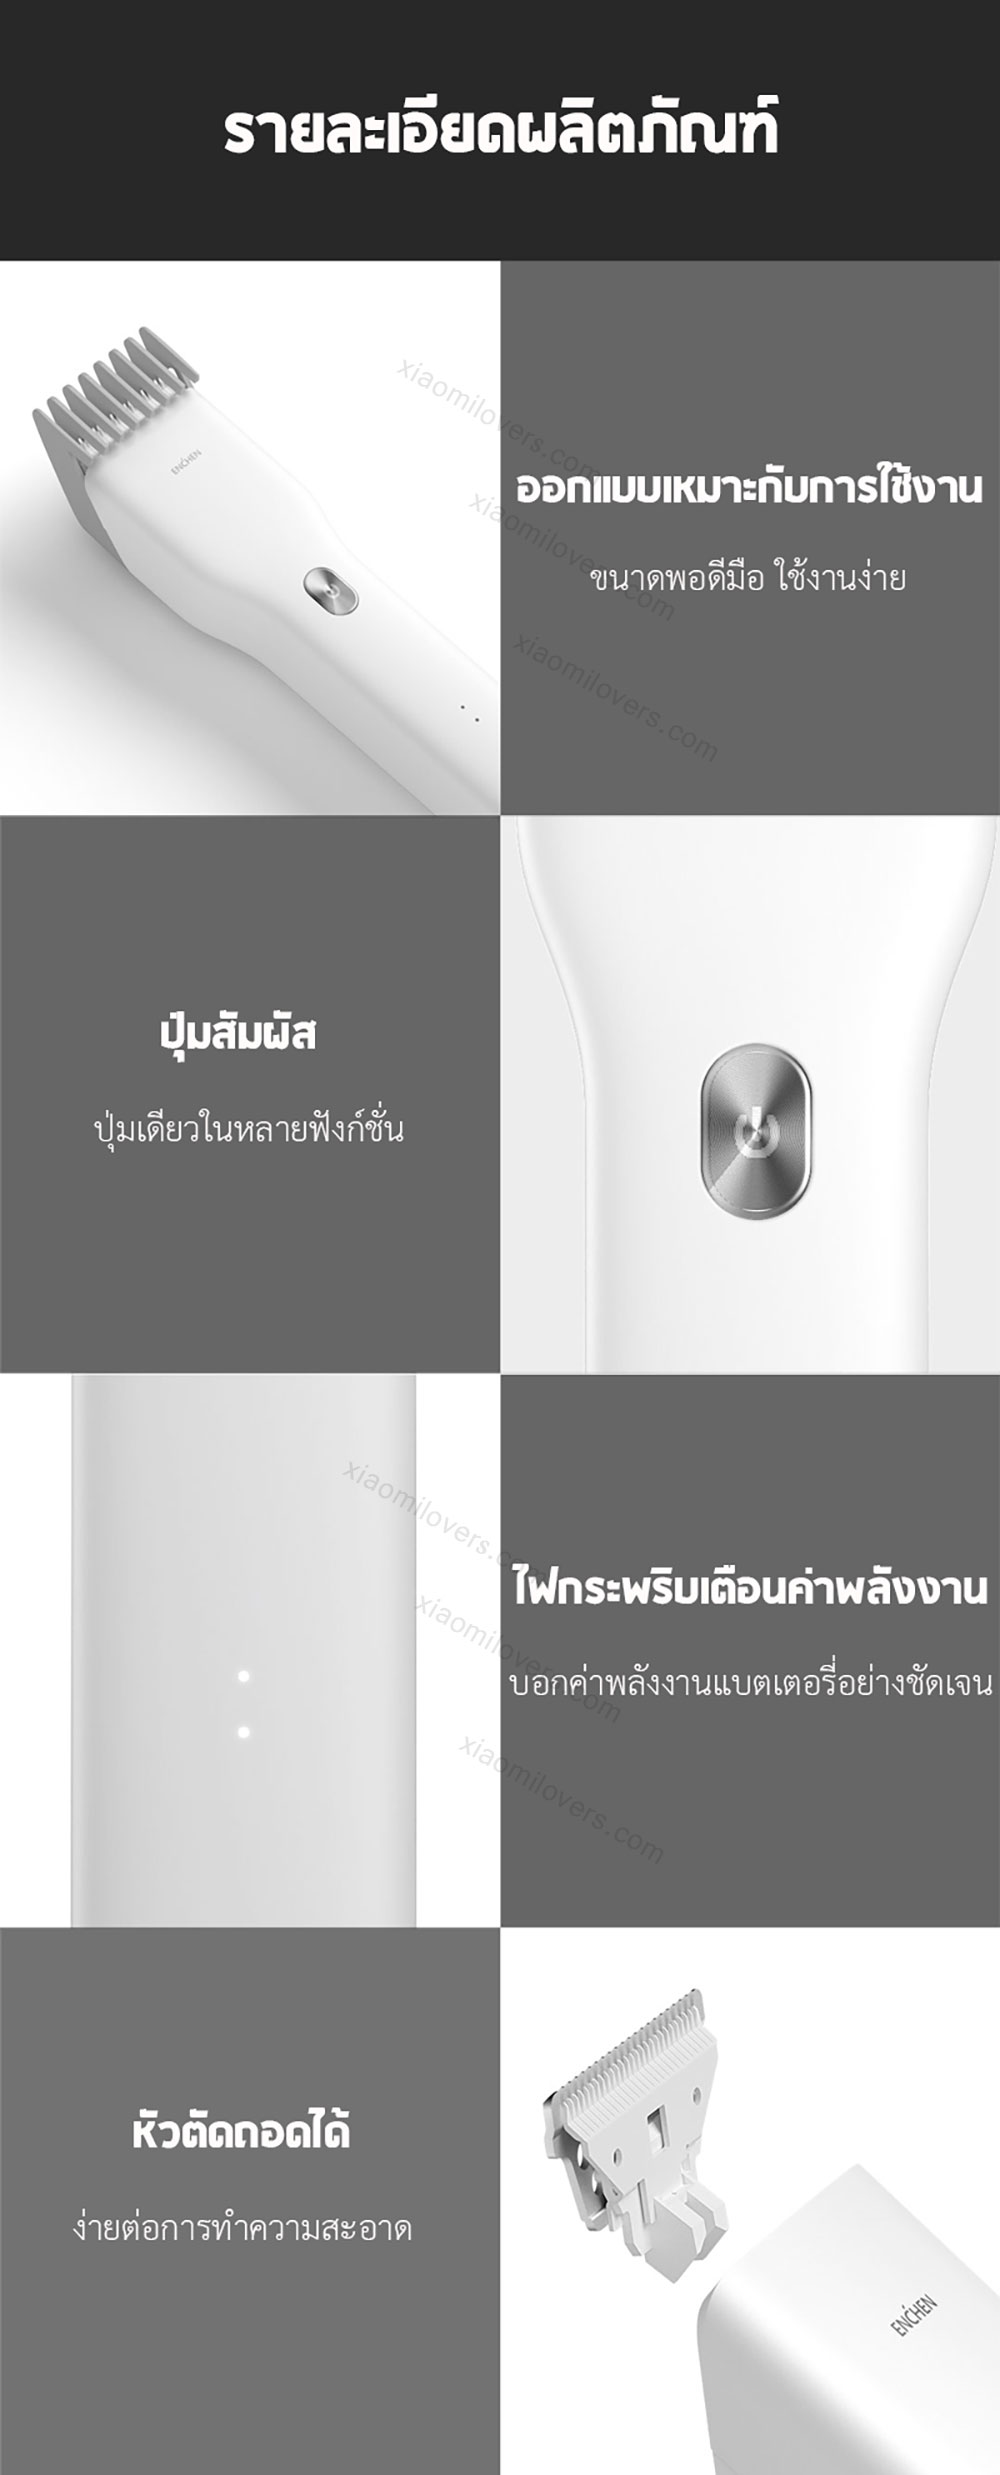 รายละเอียดผลิตภัณฑ์
ENCHEN
xiaomilovers.com
xiaomilovers.com
xiaomilovers.com
ออกแบบเหมาะกับการใช้งาน
ขนาดพอดีมือ ใช้งานง่าย
ปุ่มสัมผัส
ปุ่มเดียวในหลายฟังก์ชั่น
xiaomilovers.com
xiaomilovers.com
xiaomilovers.com
ไฟกระพริบเตือนค่าพลังงาน
บอกค่าพลังงานแบตเตอรี่อย่างชัดเจน
หัวตัดถอดได้
ง่ายต่อการทำความสะอาด
ENCHEN